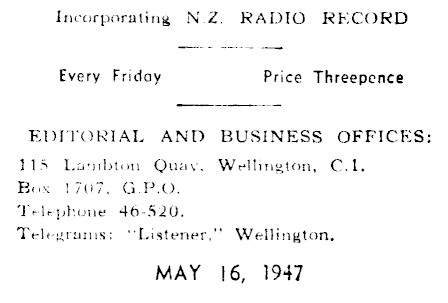 Incorporating N.Z. RADIO RECORD
Every Friday Price Threepence
EDITORIAL AND BUSINESS OFFICES:
115 Lambton Quay, Wellington, C.1.
Box 1707, G.P.O.
Telephone 46-520.
Telegrams: "Listener," Wellington.
MAY 16, 1947